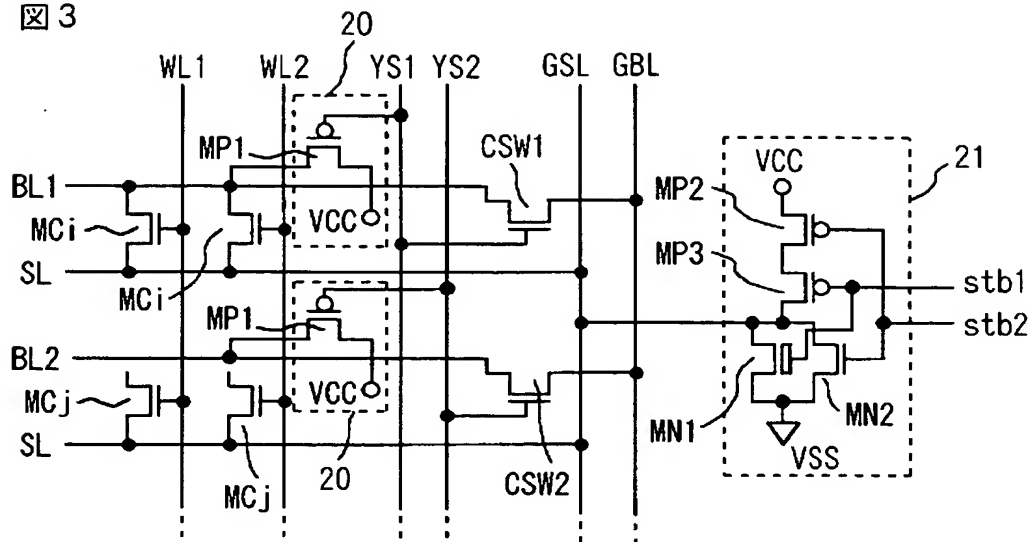 図3
20
WL1 WL2 YS1 YS2 GSL GBL
MP1
CSW1
21
VCC
BL1
VCC
MP2
MCi
SL
MP3
MCi
stb1
MP1
stb2
BL2
VCC
MCj
MN1
MN2
SL
20
VSS
MCj
CSW2